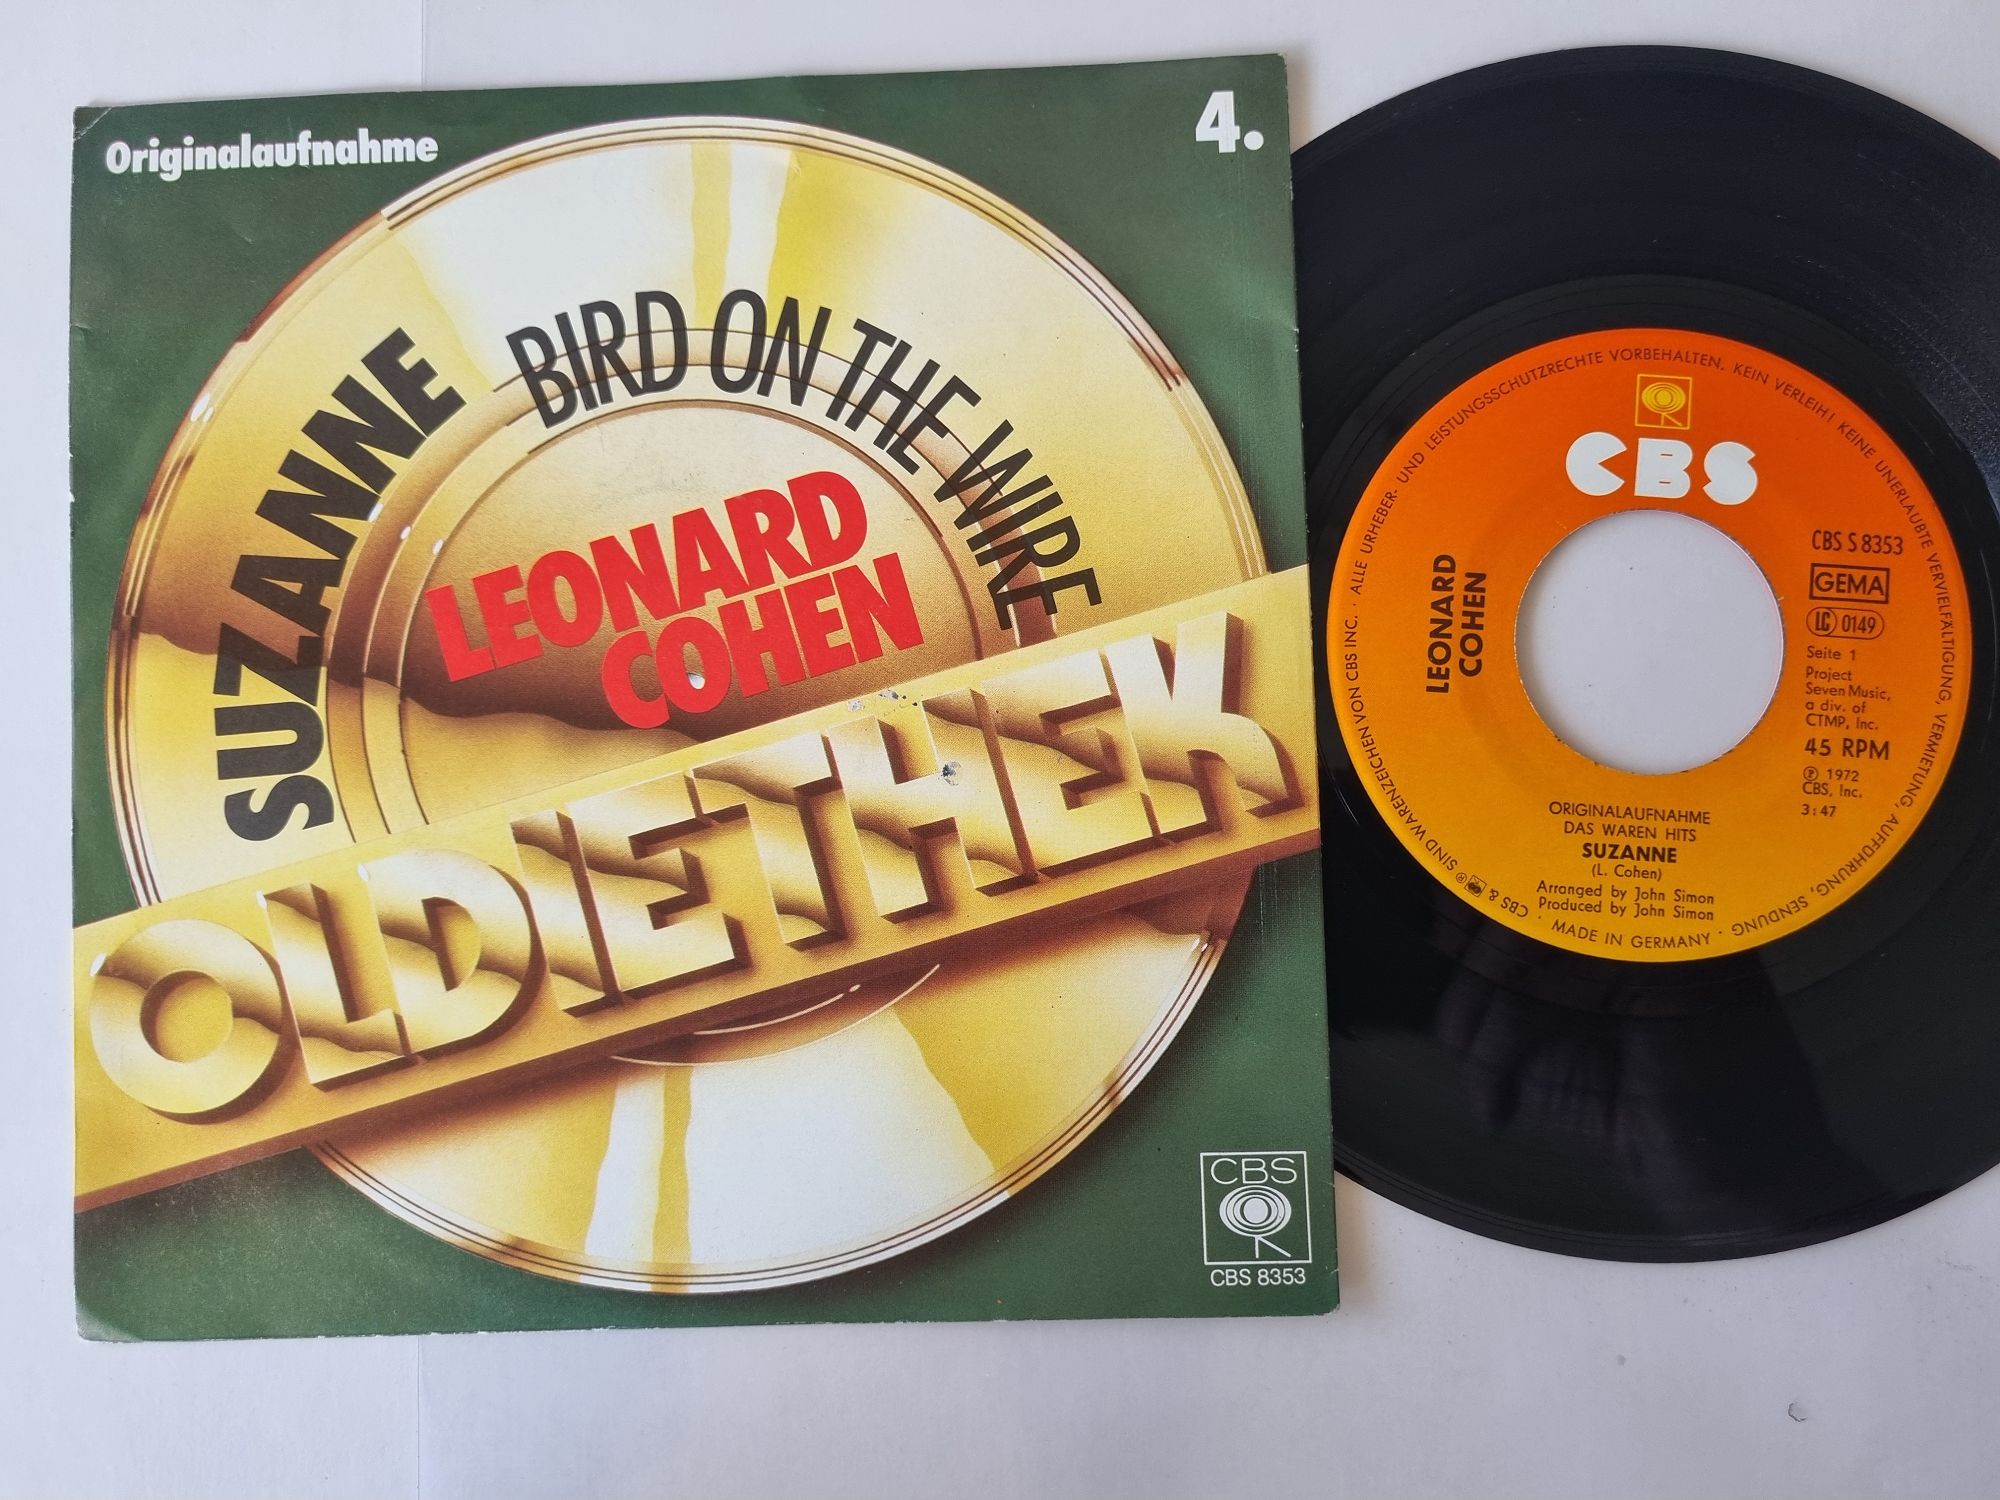 Originalaufnahme
4.
SUZANNE
BIRD ON THE WIRE
LEONARD
COHEN
OLDIETHEK
CBS
CBS 8353
ALLE URHEBER- UND LEISTUNGSSCHUTZRECHTE VORBEHALTEN. KEIN VERLEIH! KEINE UNERLAUBTE VERVIELFÄLTIGUNG, VERMIETUNG, AUFFÜHRUNG, SENDUNG · MADE IN GERMANY · CBS & ® SIND WARENZEICHEN VON CBS INC. ·
CBS
LEONARD
COHEN
CBS S 8353
GEMA
LC 0149
Seite 1
Project
Seven Music,
a div. of
CTMP, Inc.
45 RPM
Ⓟ 1972
CBS, Inc.
3:47
ORIGINALAUFNAHME
DAS WAREN HITS
SUZANNE
(L. Cohen)
Arranged by John Simon
Produced by John Simon